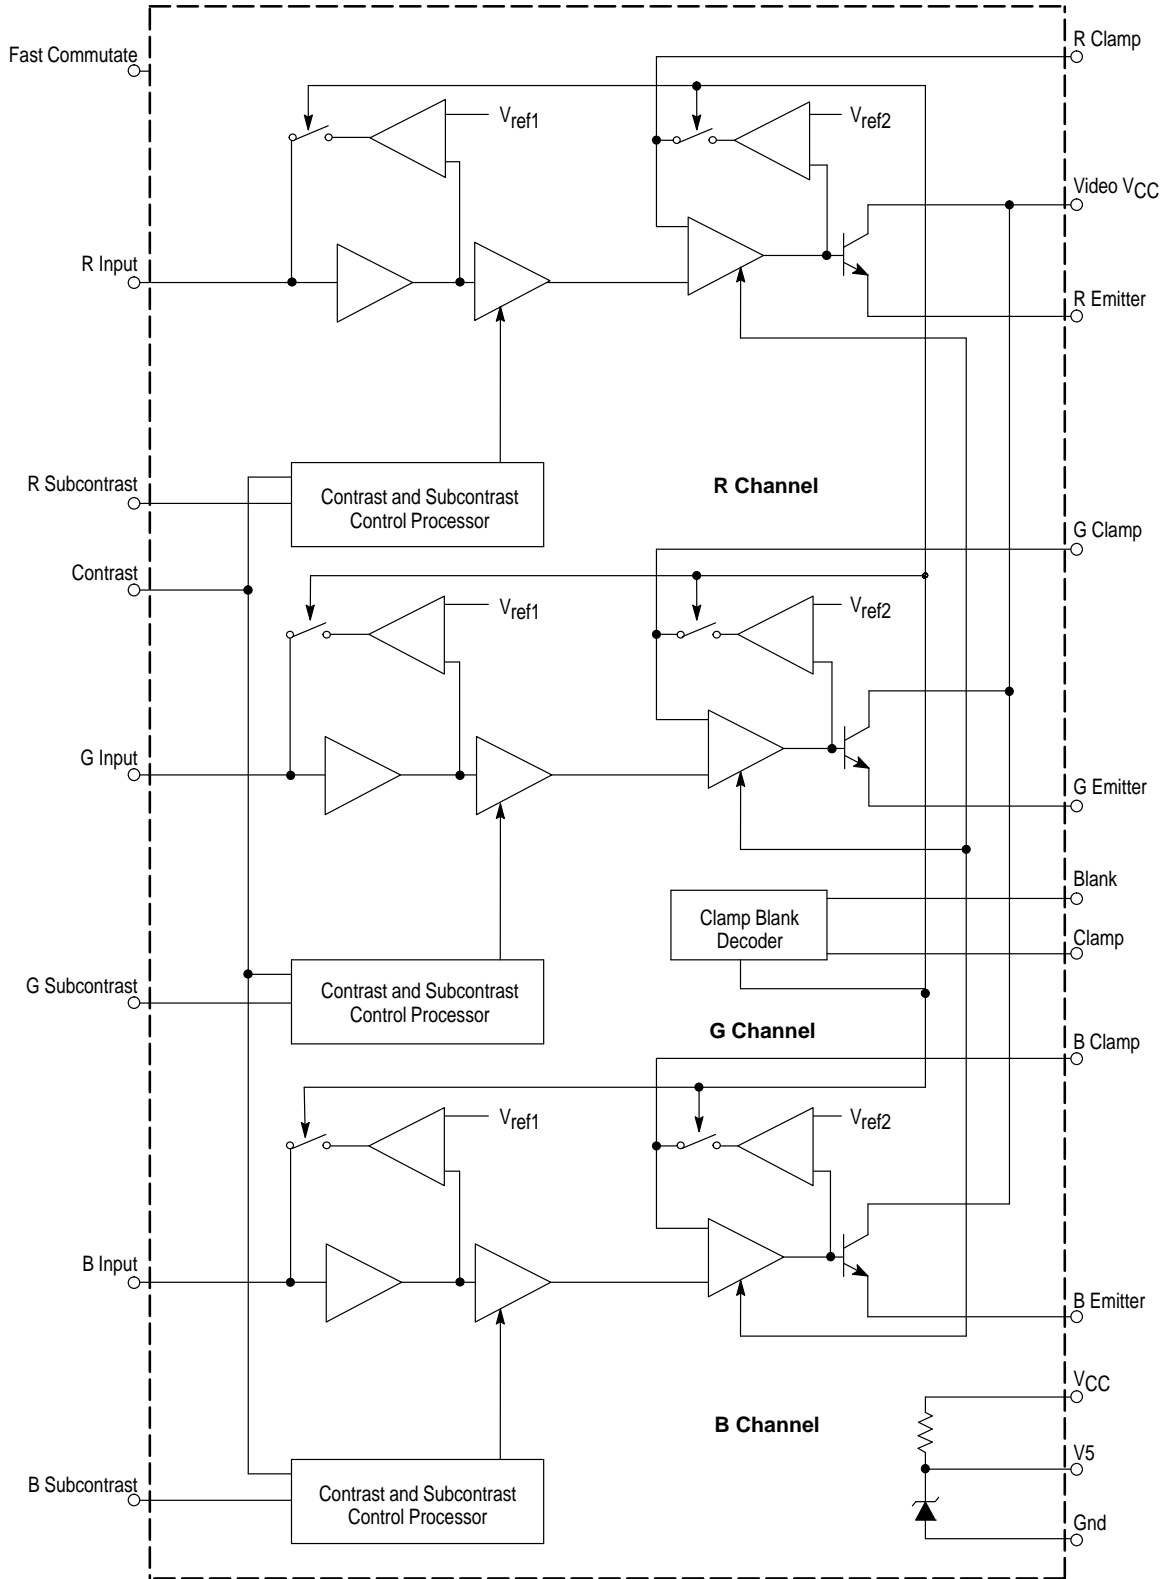 Fast Commutate
R Clamp
Vref1
Vref2
Video VCC
R Input
R Emitter
R Subcontrast
Contrast and Subcontrast
Control Processor
R Channel
G Clamp
Contrast
Vref1
Vref2
G Input
G Emitter
Blank
Clamp Blank
Decoder
Clamp
G Subcontrast
Contrast and Subcontrast
Control Processor
G Channel
B Clamp
Vref1
Vref2
B Input
B Emitter
VCC
B Channel
V5
B Subcontrast
Contrast and Subcontrast
Control Processor
Gnd